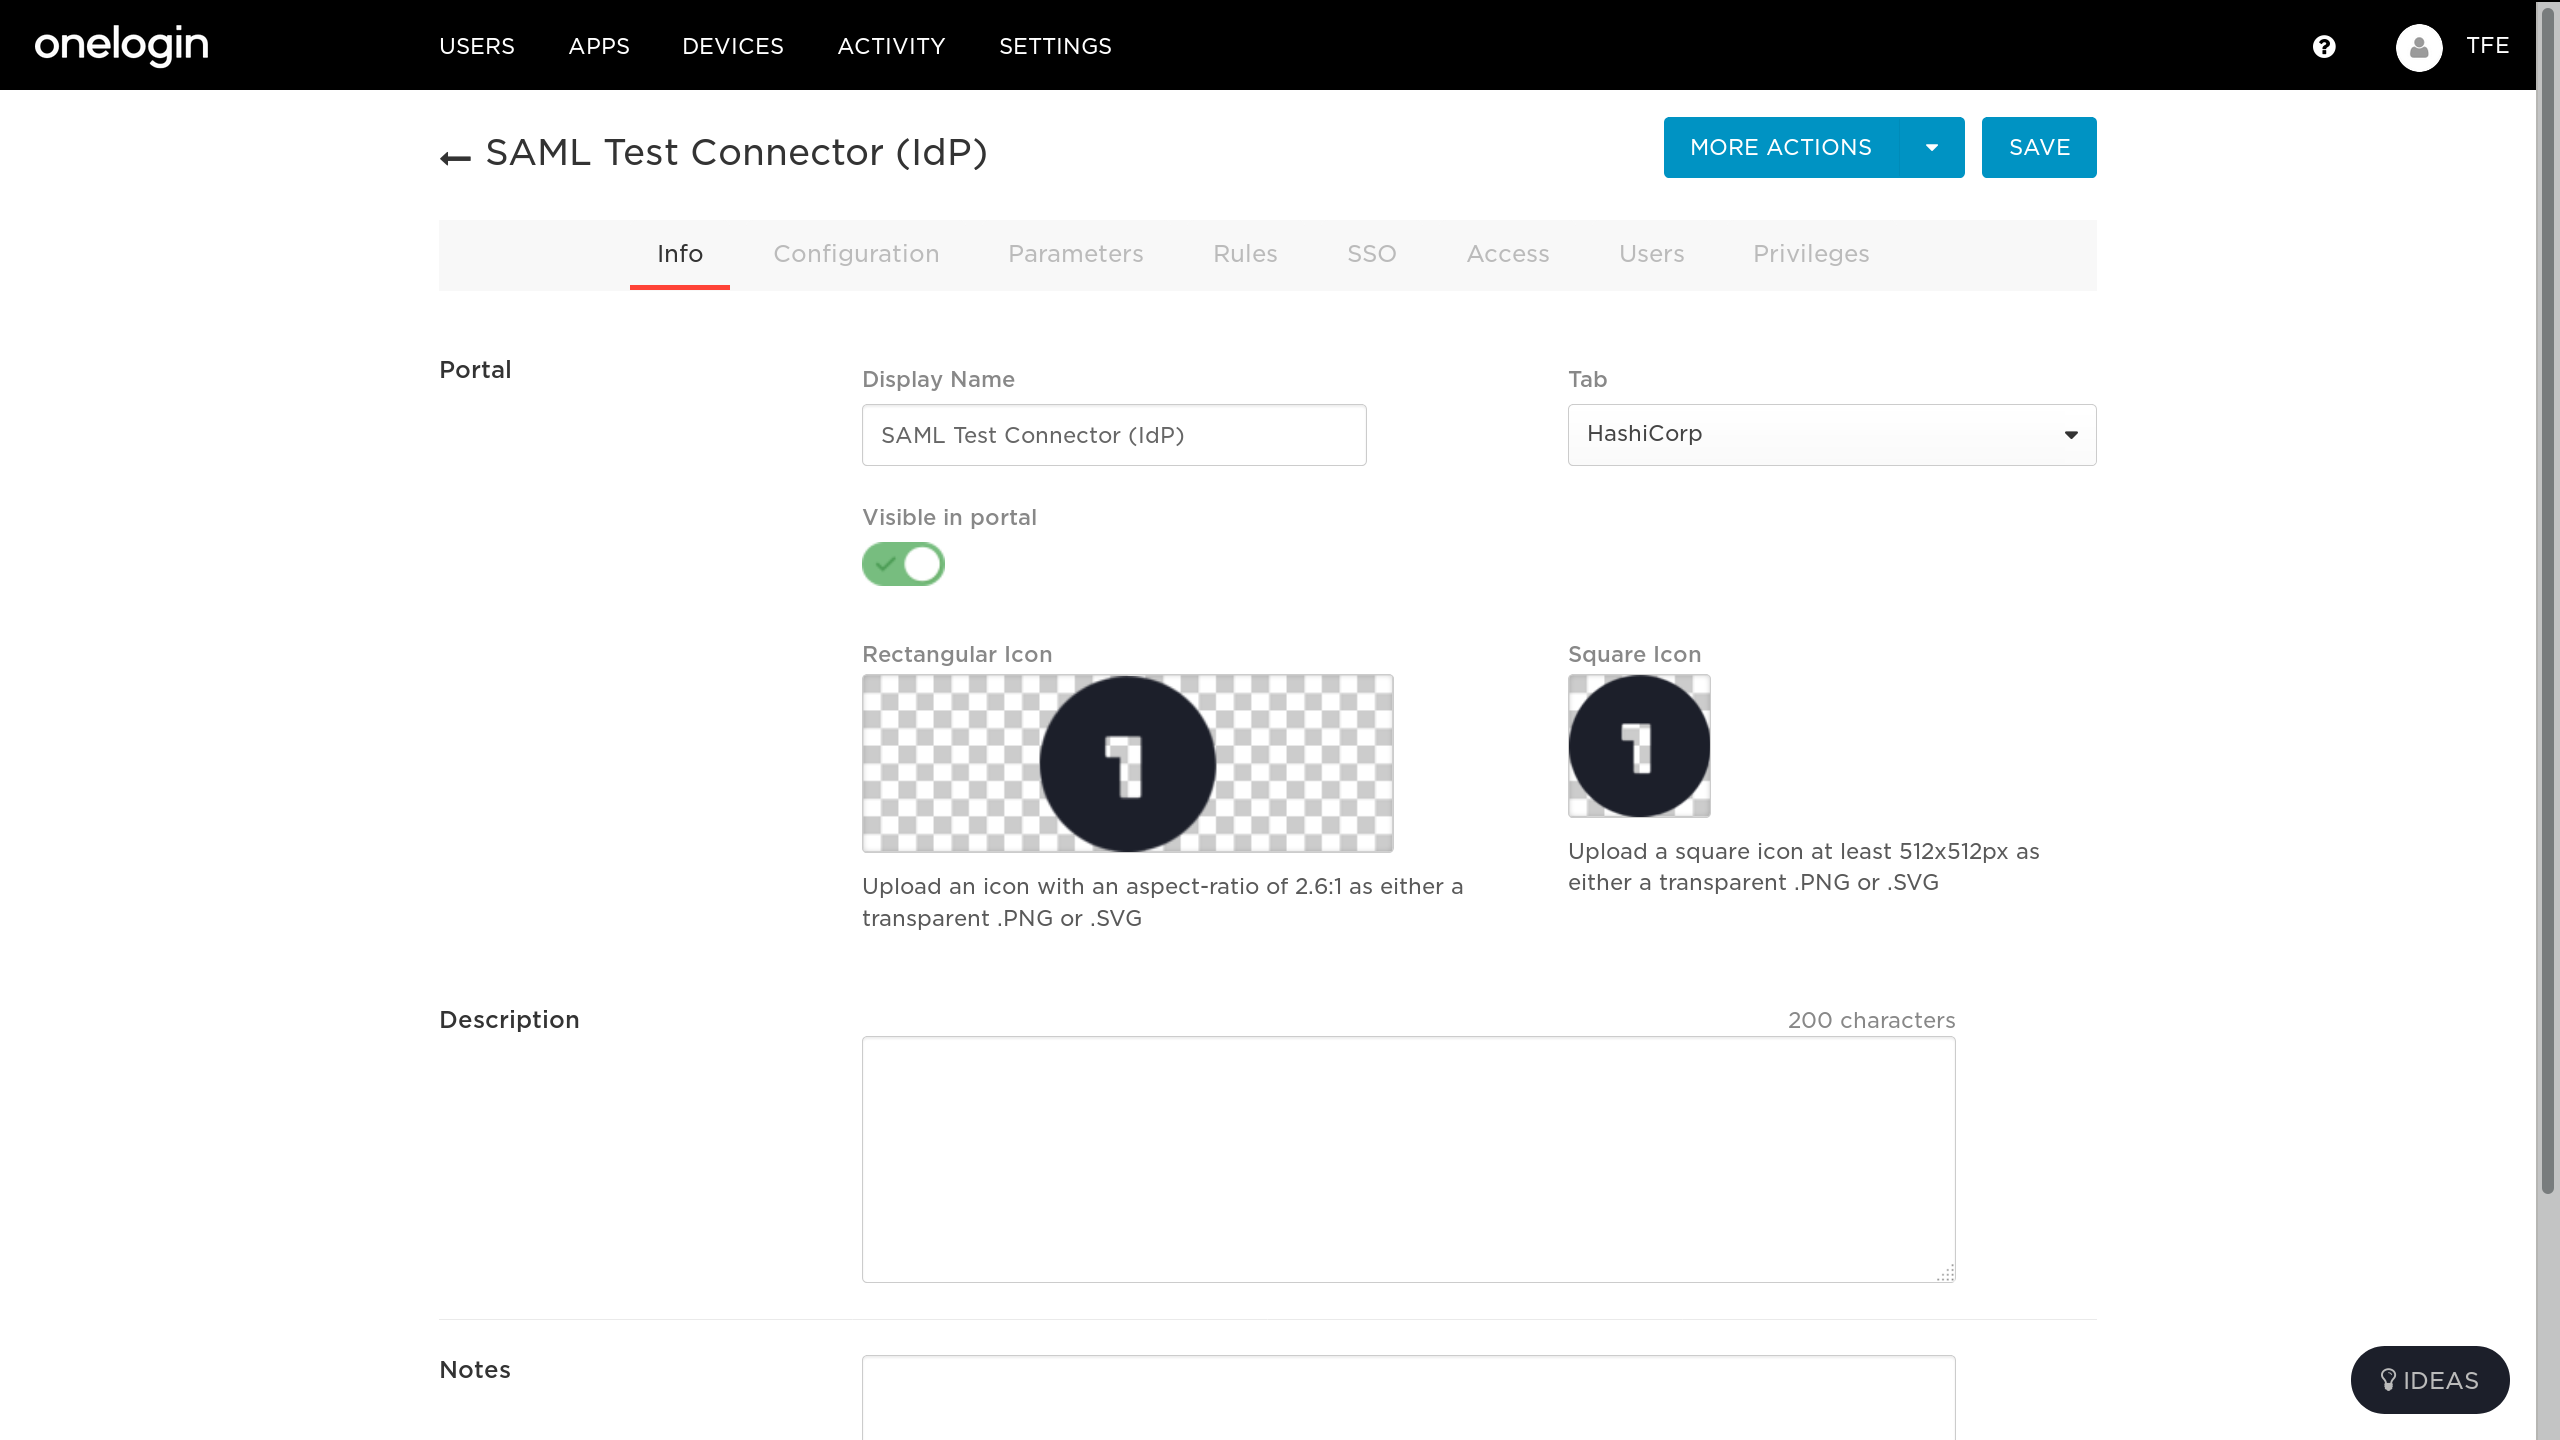 onelogin
USERS APPS DEVICES ACTIVITY SETTINGS
? TFE
SAML Test Connector (IdP)
MORE ACTIONS
SAVE
Info Configuration Parameters Rules SSO Access Users Privileges
Portal
Display Name
SAML Test Connector (IdP)
Tab
HashiCorp
Visible in portal
Rectangular Icon
1
Upload an icon with an aspect-ratio of 2.6:1 as either a
transparent .PNG or .SVG
Square Icon
1
Upload a square icon at least 512x512px as
either a transparent .PNG or .SVG
Description
200 characters
Notes
IDEAS